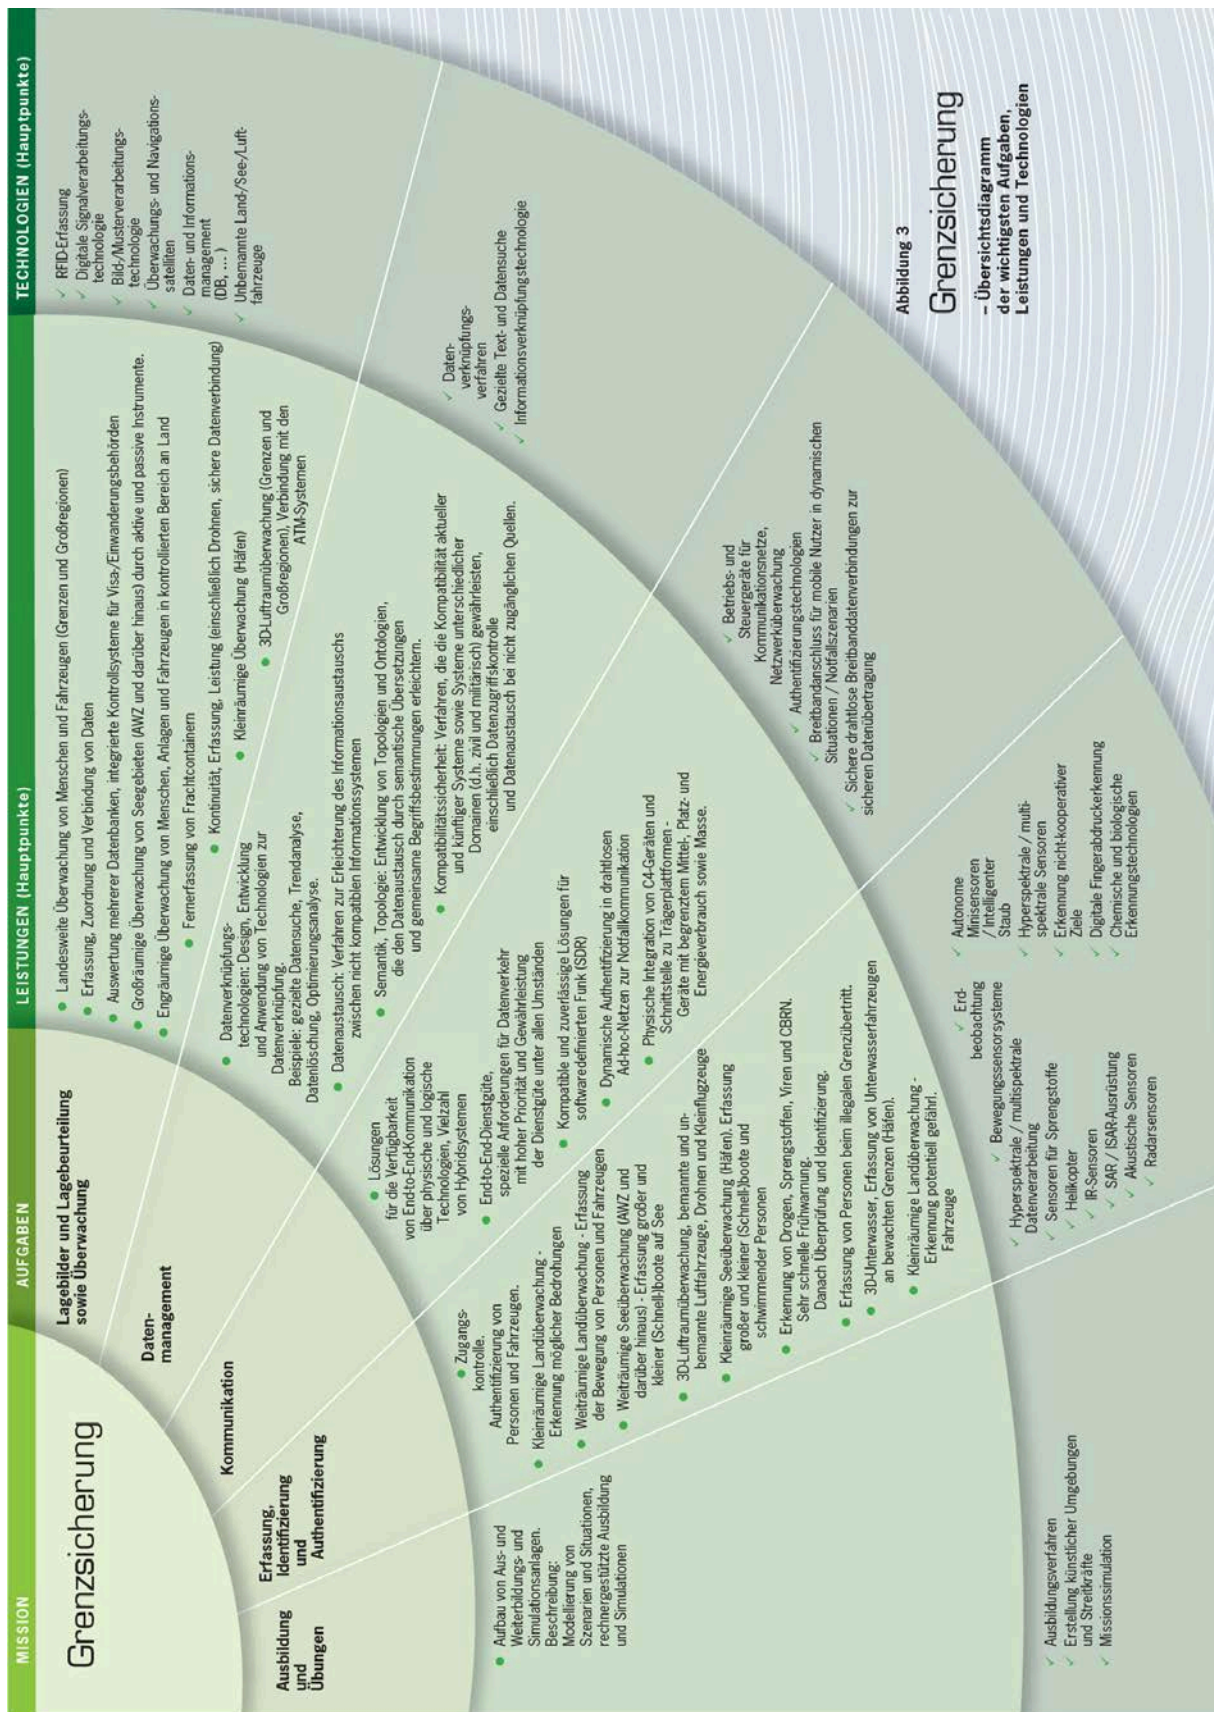 MISSION
AUFGABEN
LEISTUNGEN (Hauptpunkte)
TECHNOLOGIEN (Hauptpunkte)
Grenzsicherung
Lagebilder und Lagebeurteilung
sowie Überwachung
Daten-
management
Kommunikation
Erfassung,
Identifizierung
und
Authentifizierung
Ausbildung
und
Übungen
Landesweite Überwachung von Menschen und Fahrzeugen (Grenzen und Großregionen)
Erfassung, Zuordnung und Verbindung von Daten
Auswertung mehrerer Datenbanken, integrierte Kontrollsysteme für Visa-/Einwanderungsbehörden
Großräumige Überwachung von Seegebieten (AWZ und darüber hinaus) durch aktive und passive Instrumente.
Engräumige Überwachung von Menschen, Anlagen und Fahrzeugen in kontrollierten Bereich an Land
Fernerfassung von Frachtcontainern
Kontinuität, Erfassung, Leistung (einschließlich Drohnen, sichere Datenverbindung)
Kleinräumige Überwachung (Häfen)
3D-Luftraumüberwachung (Grenzen und
Großregionen), Verbindung mit den
ATM-Systemen
Datenverknüpfungs-
technologien: Design, Entwicklung
und Anwendung von Technologien zur
Datenverknüpfung.
Beispiele: gezielte Datensuche, Trendanalyse,
Datenlöschung, Optimierungsanalyse.
Datenaustausch: Verfahren zur Erleichterung des Informationsaustauschs
zwischen nicht kompatiblen Informationssystemen
Semantik, Topologie: Entwicklung von Topologien und Ontologien,
die den Datenaustausch durch semantische Übersetzungen
und gemeinsame Begriffsbestimmungen erleichtern.
Kompatibilitätssicherheit: Verfahren, die die Kompatibilität aktueller
und künftiger Systeme sowie Systeme unterschiedlicher
Domainen (d.h. zivil und militärisch) gewährleisten,
einschließlich Datenzugriffskontrolle
und Datenaustausch bei nicht zugänglichen Quellen.
Lösungen
für die Verfügbarkeit
von End-to-End-Kommunikation
über physische und logische
Technologien, Vielzahl
von Hybridsystemen
End-to-End-Dienstgüte,
spezielle Anforderungen für Datenverkehr
mit hoher Priorität und Gewährleistung
der Dienstgüte unter allen Umständen
Kompatible und zuverlässige Lösungen für
softwaredefinierten Funk (SDR)
Dynamische Authentifizierung in drahtlosen
Ad-hoc-Netzen zur Notfallkommunikation
Physische Integration von C4-Geräten und
Schnittstelle zu Trägerplattformen -
Geräte mit begrenztem Mittel-, Platz- und
Energieverbrauch sowie Masse.
Zugangs-
kontrolle.
Authentifizierung von
Personen und Fahrzeugen.
Kleinräumige Landüberwachung -
Erkennung möglicher Bedrohungen
Weiträumige Landüberwachung - Erfassung
der Bewegung von Personen und Fahrzeugen
Weiträumige Seeüberwachung (AWZ und
darüber hinaus) - Erfassung großer und
kleiner (Schnell-)boote auf See
3D-Luftraumüberwachung, bemannte und un-
bemannte Luftfahrzeuge, Drohnen und Kleinflugzeuge
Kleinräumige Seeüberwachung (Häfen). Erfassung
großer und kleiner (Schnell-)boote und
schwimmender Personen
Erkennung von Drogen, Sprengstoffen, Viren und CBRN.
Sehr schnelle Frühwarnung.
Danach Überprüfung und Identifizierung.
Erfassung von Personen beim illegalen Grenzübertritt.
3D-Unterwasser, Erfassung von Unterwasserfahrzeugen
an bewachten Grenzen (Häfen).
Kleinräumige Landüberwachung -
Erkennung potentiell gefährl.
Fahrzeuge
Aufbau von Aus- und
Weiterbildungs- und
Simulationsanlagen.
Beschreibung:
Modellierung von
Szenarien und Situationen,
rechnergestützte Ausbildung
und Simulationen
RFID-Erfassung
Digitale Signalverarbeitungs-
technologie
Bild-/Musterverarbeitungs-
technologie
Überwachungs- und Navigations-
satelliten
Daten- und Informations-
management
(DB, ... )
Unbemannte Land-/See-/Luft-
fahrzeuge
Daten-
verknüpfungs-
verfahren
Gezielte Text- und Datensuche
Informationsverknüpfungstechnologie
Betriebs- und
Steuergeräte für
Kommunikationsnetze,
Netzwerküberwachung
Authentifizierungstechnologien
Breitbandanschluss für mobile Nutzer in dynamischen
Situationen / Notfallszenarien
Sichere drahtlose Breitbanddatenverbindungen zur
sicheren Datenübertragung
Autonome
Minisensoren
/ Intelligenter
Staub
Hyperspektrale / multi-
spektrale Sensoren
Erkennung nicht-kooperativer
Ziele
Digitale Fingerabdruckerkennung
Chemische und biologische
Erkennungstechnologien
Erd-
beobachtung
Bewegungssensorsysteme
Hyperspektrale / multispektrale
Datenverarbeitung
Sensoren für Sprengstoffe
Helikopter
IR-Sensoren
SAR / ISAR-Ausrüstung
Akustische Sensoren
Radarsensoren
Ausbildungsverfahren
Erstellung künstlicher Umgebungen
und Streitkräfte
Missionssimulation
Abbildung 3
Grenzsicherung
– Übersichtsdiagramm
der wichtigsten Aufgaben,
Leistungen und Technologien